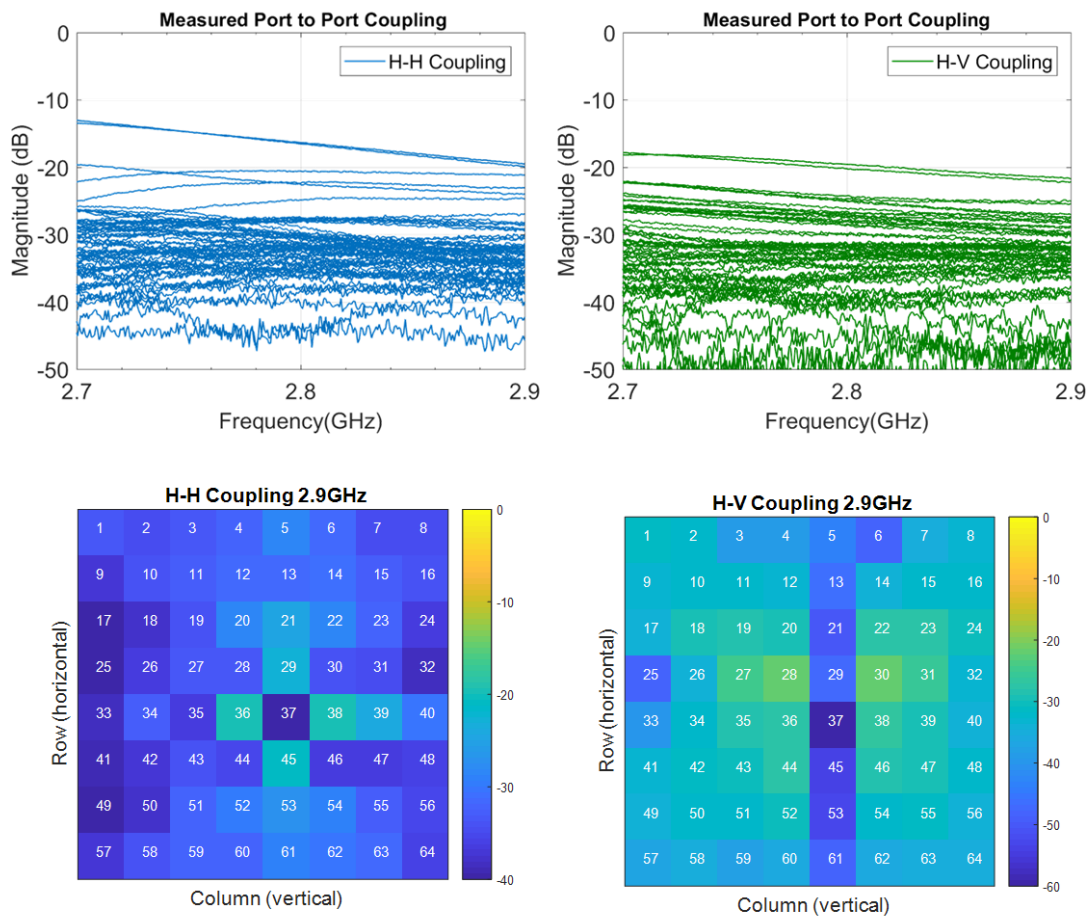 Measured Port to Port Coupling
0
-10
-20
-30
-40
-50
Magnitude (dB)
H-H Coupling
2.7
2.8
2.9
Frequency(GHz)
Measured Port to Port Coupling
0
-10
-20
-30
-40
-50
Magnitude (dB)
H-V Coupling
2.7
2.8
2.9
Frequency(GHz)
H-H Coupling 2.9GHz
Row (horizontal)
1 2 3 4 5 6 7 8
9 10 11 12 13 14 15 16
17 18 19 20 21 22 23 24
25 26 27 28 29 30 31 32
33 34 35 36 37 38 39 40
41 42 43 44 45 46 47 48
49 50 51 52 53 54 55 56
57 58 59 60 61 62 63 64
Column (vertical)
0
-10
-20
-30
-40
H-V Coupling 2.9GHz
Row (horizontal)
1 2 3 4 5 6 7 8
9 10 11 12 13 14 15 16
17 18 19 20 21 22 23 24
25 26 27 28 29 30 31 32
33 34 35 36 37 38 39 40
41 42 43 44 45 46 47 48
49 50 51 52 53 54 55 56
57 58 59 60 61 62 63 64
Column (vertical)
0
-10
-20
-30
-40
-50
-60